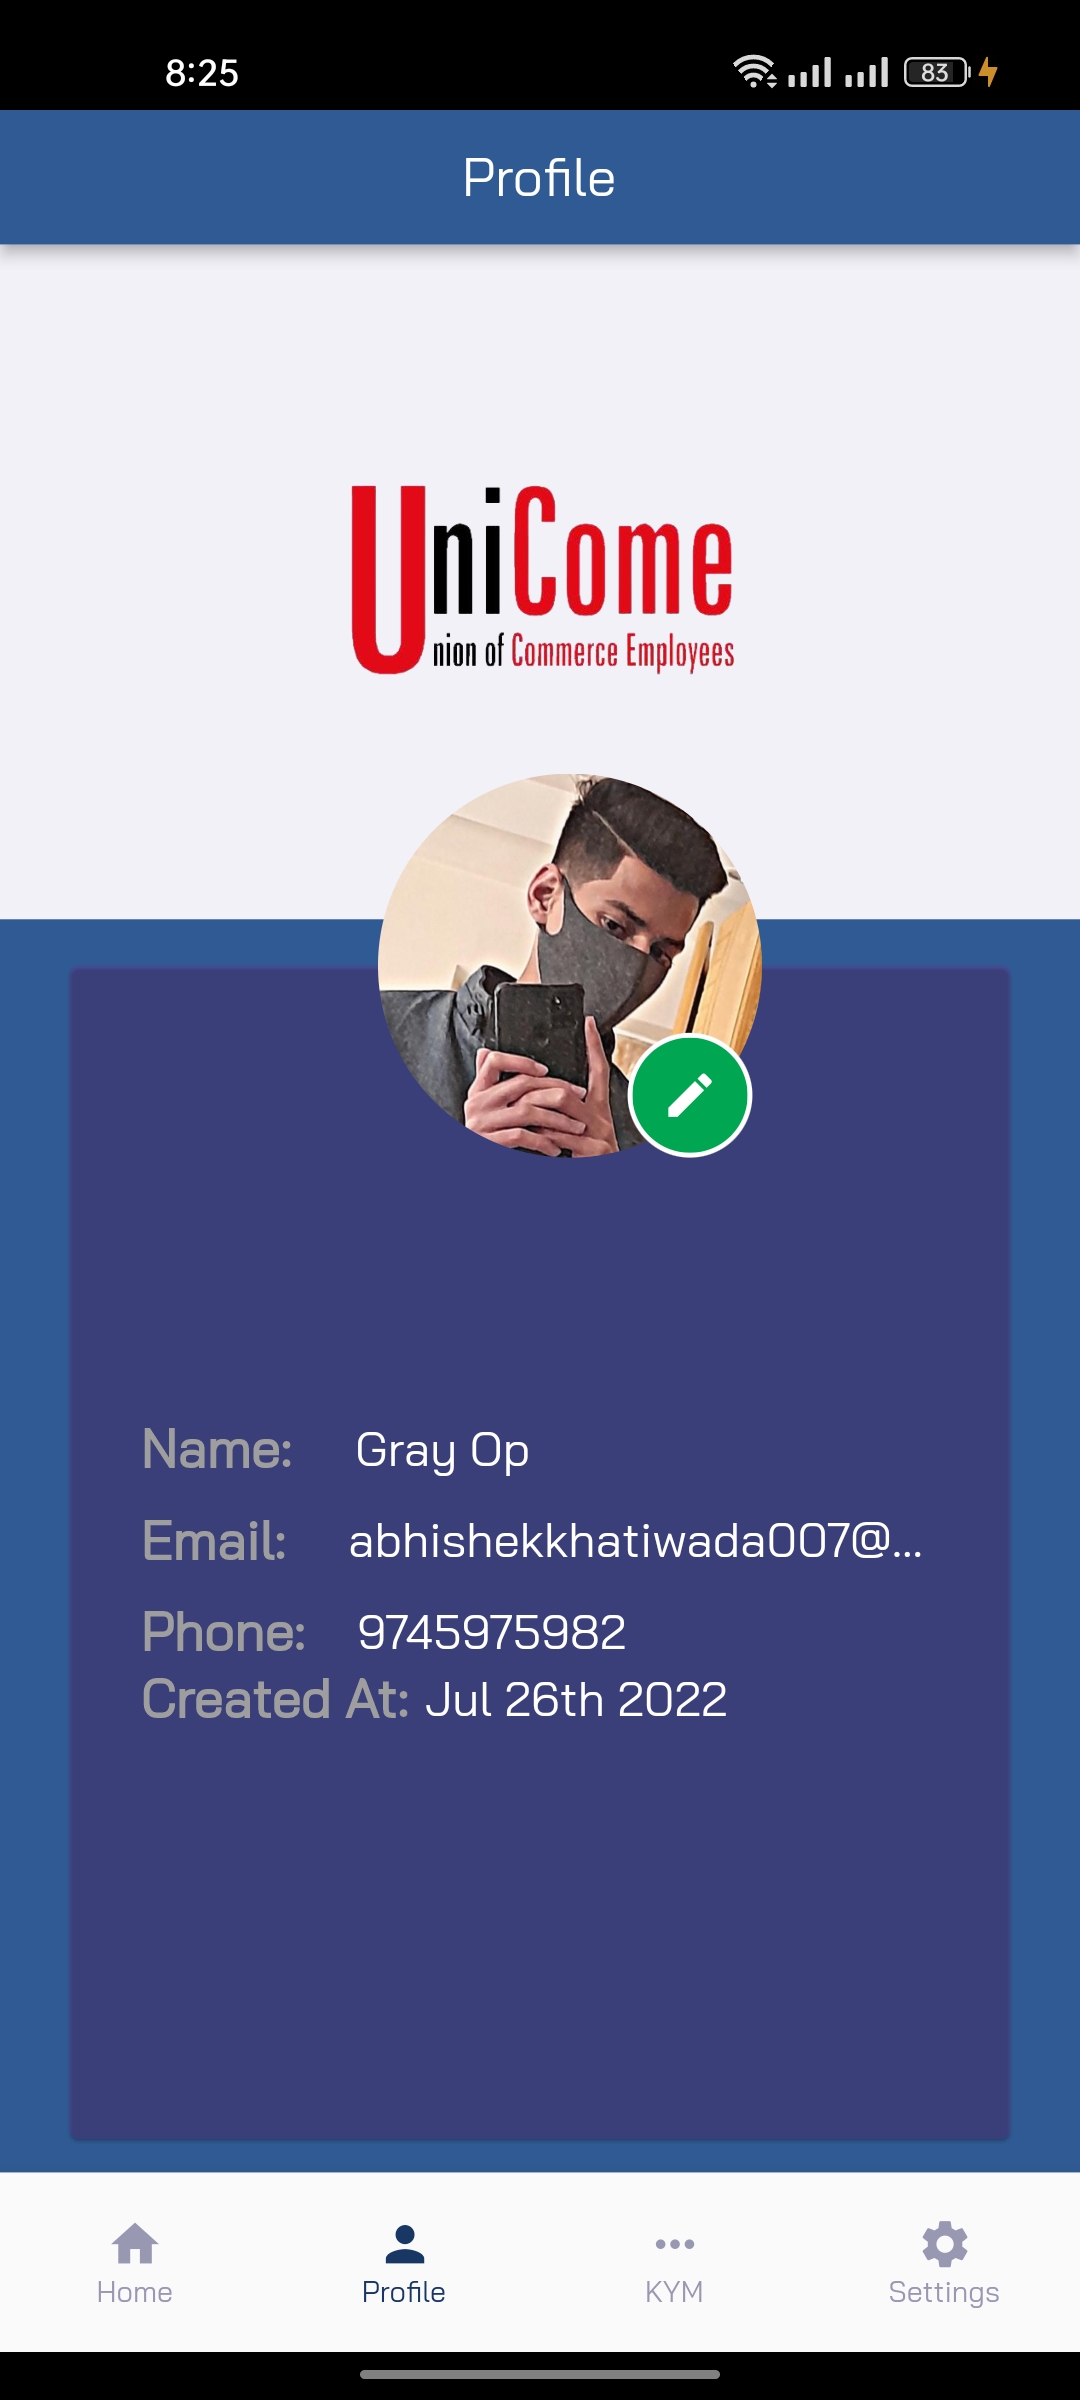 8:25
83
Profile
UniCome
Union of Commerce Employees
Name: Gray Op
Email: abhishekkhatiwada007@...
Phone: 9745975982
Created At: Jul 26th 2022
Home Profile KYM Settings